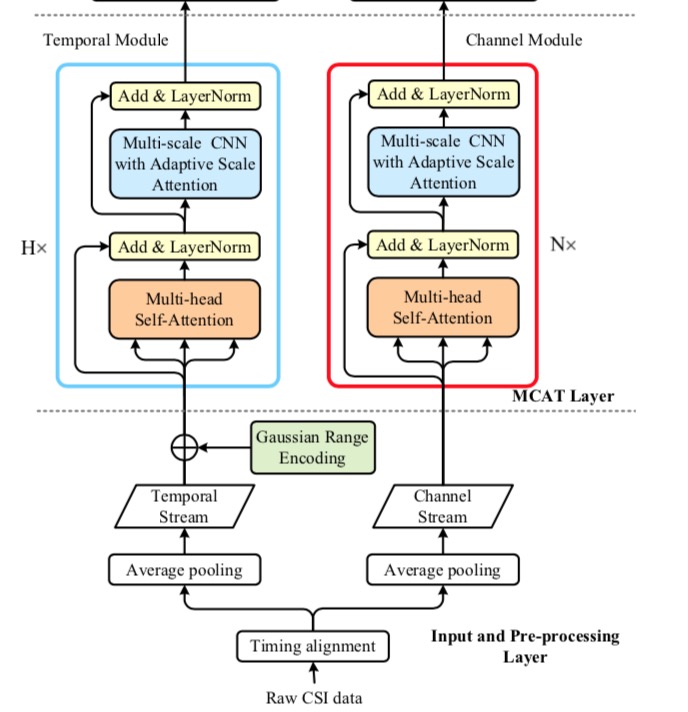 Temporal Module
Channel Module
Add & LayerNorm
Add & LayerNorm
Multi-scale CNN
with Adaptive Scale
Attention
Multi-scale CNN
with Adaptive Scale
Attention
H×
Add & LayerNorm
Add & LayerNorm
N×
Multi-head
Self-Attention
Multi-head
Self-Attention
MCAT Layer
Gaussian Range
Encoding
Temporal
Stream
Channel
Stream
Average pooling
Average pooling
Timing alignment
Input and Pre-processing
Layer
Raw CSI data